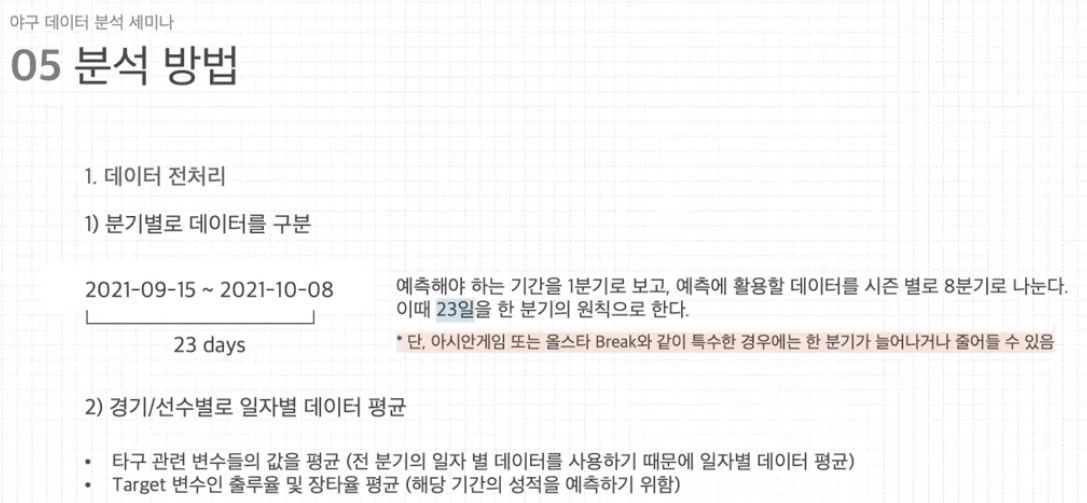 야구 데이터 분석 세미나
05 분석 방법
1. 데이터 전처리
1) 분기별로 데이터를 구분
2021-09-15 ~ 2021-10-08
23 days
예측해야 하는 기간을 1분기로 보고, 예측에 활용할 데이터를 시즌 별로 8분기로 나눈다.
이때 23일을 한 분기의 원칙으로 한다.
* 단, 아시안게임 또는 올스타 Break와 같이 특수한 경우에는 한 분기가 늘어나거나 줄어들 수 있음
2) 경기/선수별로 일자별 데이터 평균
• 타구 관련 변수들의 값을 평균 (전 분기의 일자 별 데이터를 사용하기 때문에 일자별 데이터 평균)
• Target 변수인 출루율 및 장타율 평균 (해당 기간의 성적을 예측하기 위함)